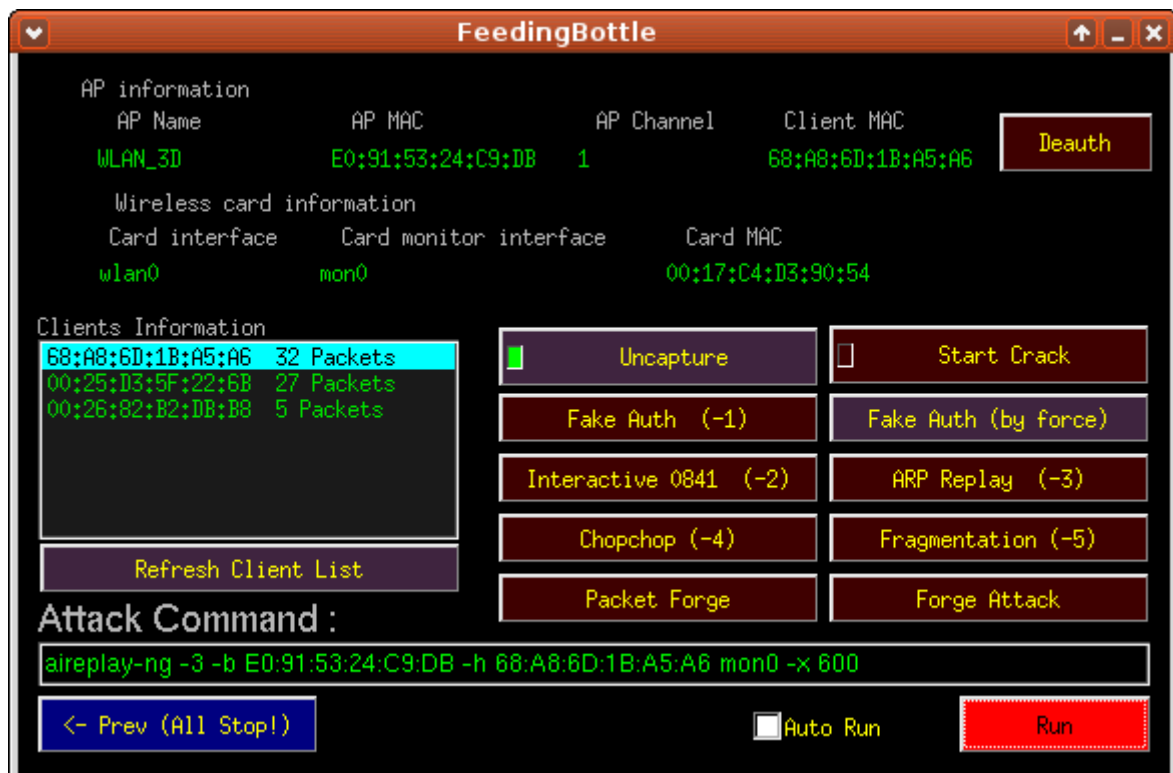 FeedingBottle
AP information
AP Name AP MAC AP Channel Client MAC
WLAN_3D E0:91:53:24:C9:DB 1 68:A8:6D:1B:A5:A6
Deauth
Wireless card information
Card interface Card monitor interface Card MAC
wlan0 mon0 00:17:C4:D3:90:54
Clients Information
68:A8:6D:1B:A5:A6 32 Packets
00:25:D3:5F:22:6B 27 Packets
00:26:82:B2:DB:B8 5 Packets
Refresh Client List
Uncapture Start Crack
Fake Auth (-1) Fake Auth (by force)
Interactive 0841 (-2) ARP Replay (-3)
Chopchop (-4) Fragmentation (-5)
Packet Forge Forge Attack
Attack Command :
aireplay-ng -3 -b E0:91:53:24:C9:DB -h 68:A8:6D:1B:A5:A6 mon0 -x 600
<- Prev (All Stop!) Auto Run Run